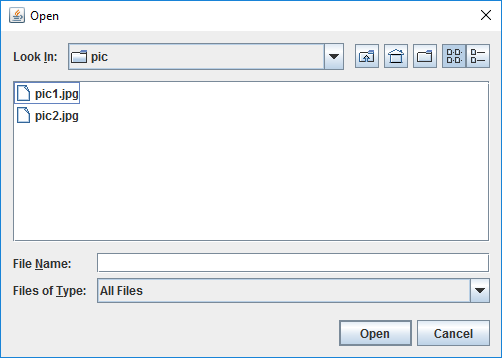 Open
Look In: pic
pic1.jpg
pic2.jpg
File Name:
Files of Type: All Files
Open Cancel